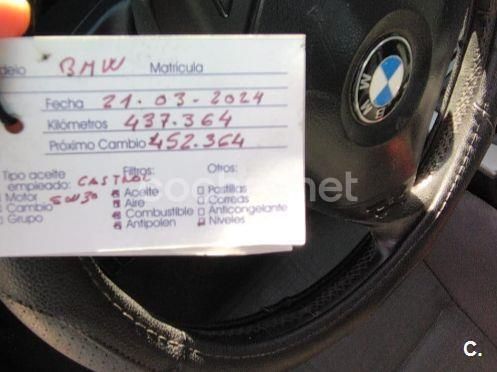 delo BMW Matrícula
Fecha 21·03-2024
Kilómetros 437.364
Próximo Cambio 452.364
Tipo aceite
empleado: CASTROL
Motor 5W30
Cambio
Grupo
Filtros:
Aceite
Aire
Combustible
Antipolen
Otros:
Pastillas
Correas
Anticongelante
Niveles
BMW
C.